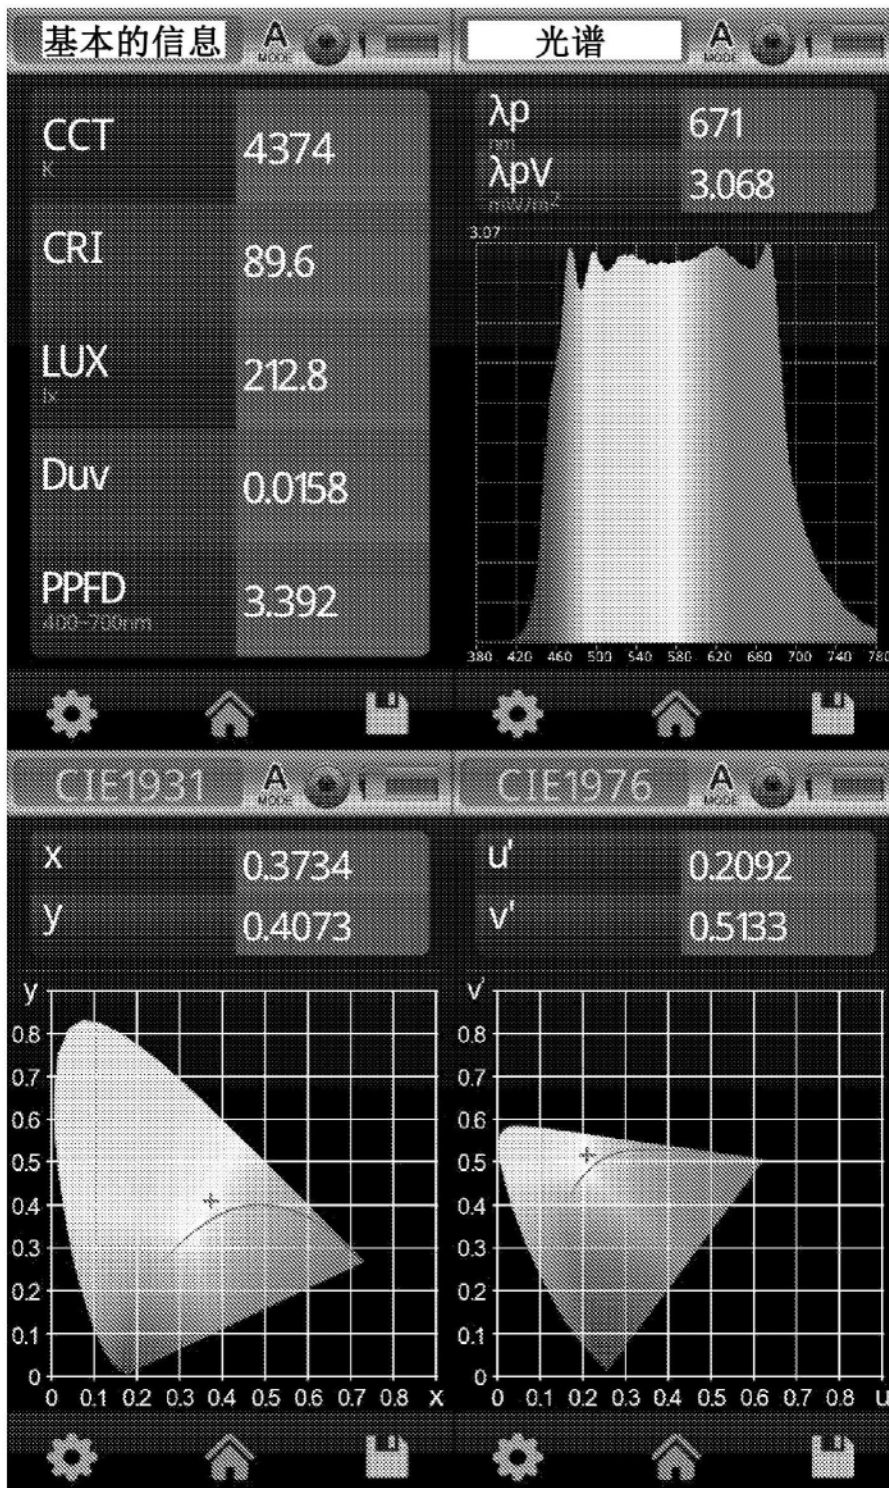 基本的信息
A
MODE
光谱
A
MODE
CCT
K
4374
CRI
89.6
LUX
lx
212.8
Duv
0.0158
PPFD
400~700nm
3.392
λp
nm
671
λpV
mW/m²
3.068
3.07
380 420 460 500 540 580 620 660 700 740 780
CIE1931
A
MODE
CIE1976
A
MODE
x
0.3734
y
0.4073
u'
0.2092
v'
0.5133
y
0.8
0.7
0.6
0.5
0.4
0.3
0.2
0.1
0
0 0.1 0.2 0.3 0.4 0.5 0.6 0.7 0.8 x
v'
0.8
0.7
0.6
0.5
0.4
0.3
0.2
0.1
0
0 0.1 0.2 0.3 0.4 0.5 0.6 0.7 0.8 u